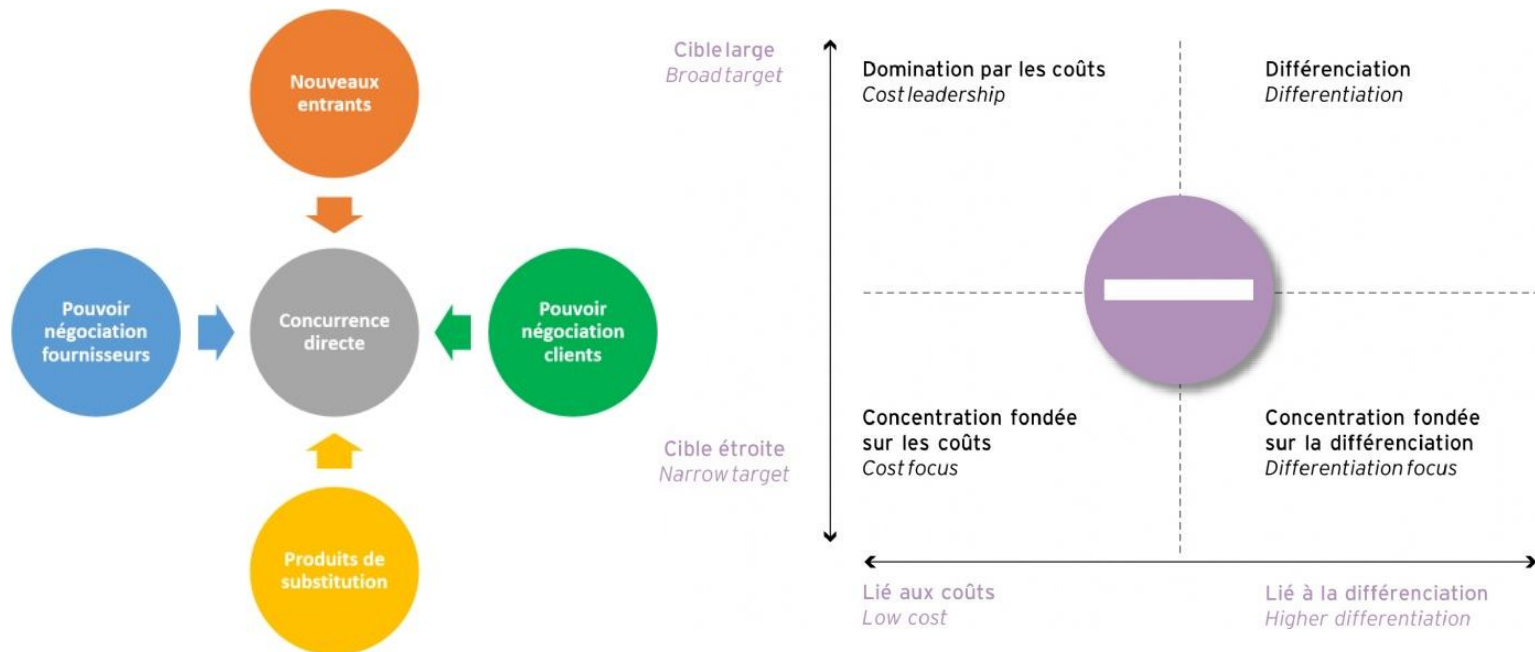 Nouveaux
entrants
Pouvoir
négociation
fournisseurs
Concurrence
directe
Pouvoir
négociation
clients
Produits de
substitution
Cible large
Broad target
Domination par les coûts
Cost leadership
Différenciation
Differentiation
Cible étroite
Narrow target
Concentration fondée
sur les coûts
Cost focus
Concentration fondée
sur la différenciation
Differentiation focus
Lié aux coûts
Low cost
Lié à la différenciation
Higher differentiation